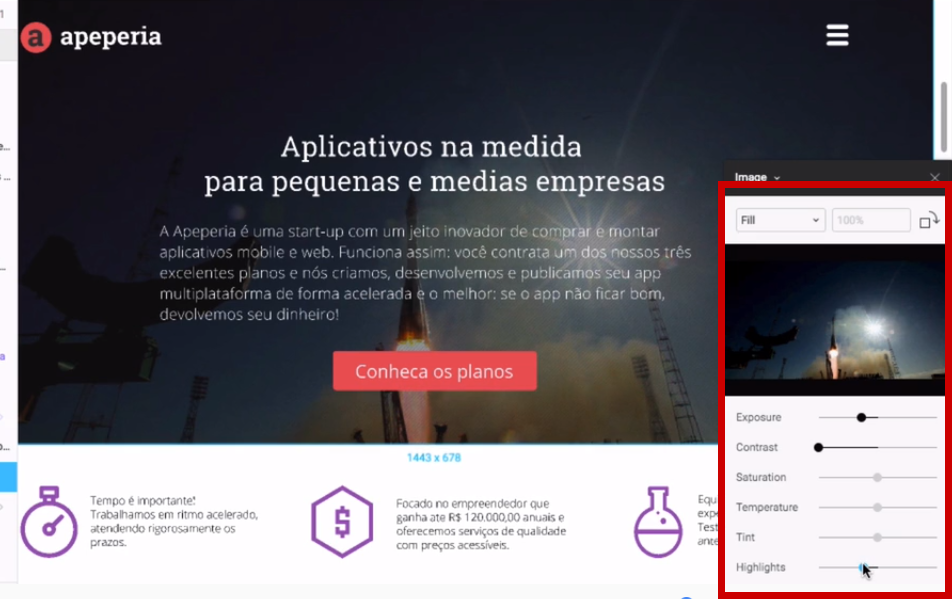 apeperia
Aplicativos na medida
para pequenas e medias empresas
A Apeperia é uma start-up com um jeito inovador de comprar e montar
aplicativos mobile e web. Funciona assim: você contrata um dos nossos três
excelentes planos e nós criamos, desenvolvemos e publicamos seu app
multiplataforma de forma acelerada e o melhor: se o app não ficar bom,
devolvemos seu dinheiro!
Conheca os planos
1443 x 678
Tempo é importante!
Trabalhamos em ritmo acelerado,
atendendo rigorosamente os
prazos.
Focado no empreendedor que
ganha ate R$ 120.000,00 anuais e
oferecemos serviços de qualidade
com preços acessíveis.
Equ
exp
Test
ante
Image
Fill
100%
Exposure
Contrast
Saturation
Temperature
Tint
Highlights